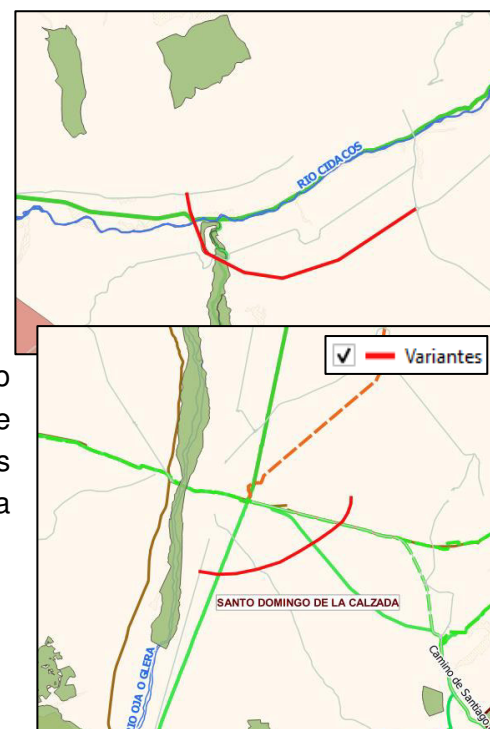 RIO CIDACOS
Variantes
o
e
s
a
SANTO DOMINGO DE LA CALZADA
RIO OJA O GLERA
Camino de Santiago